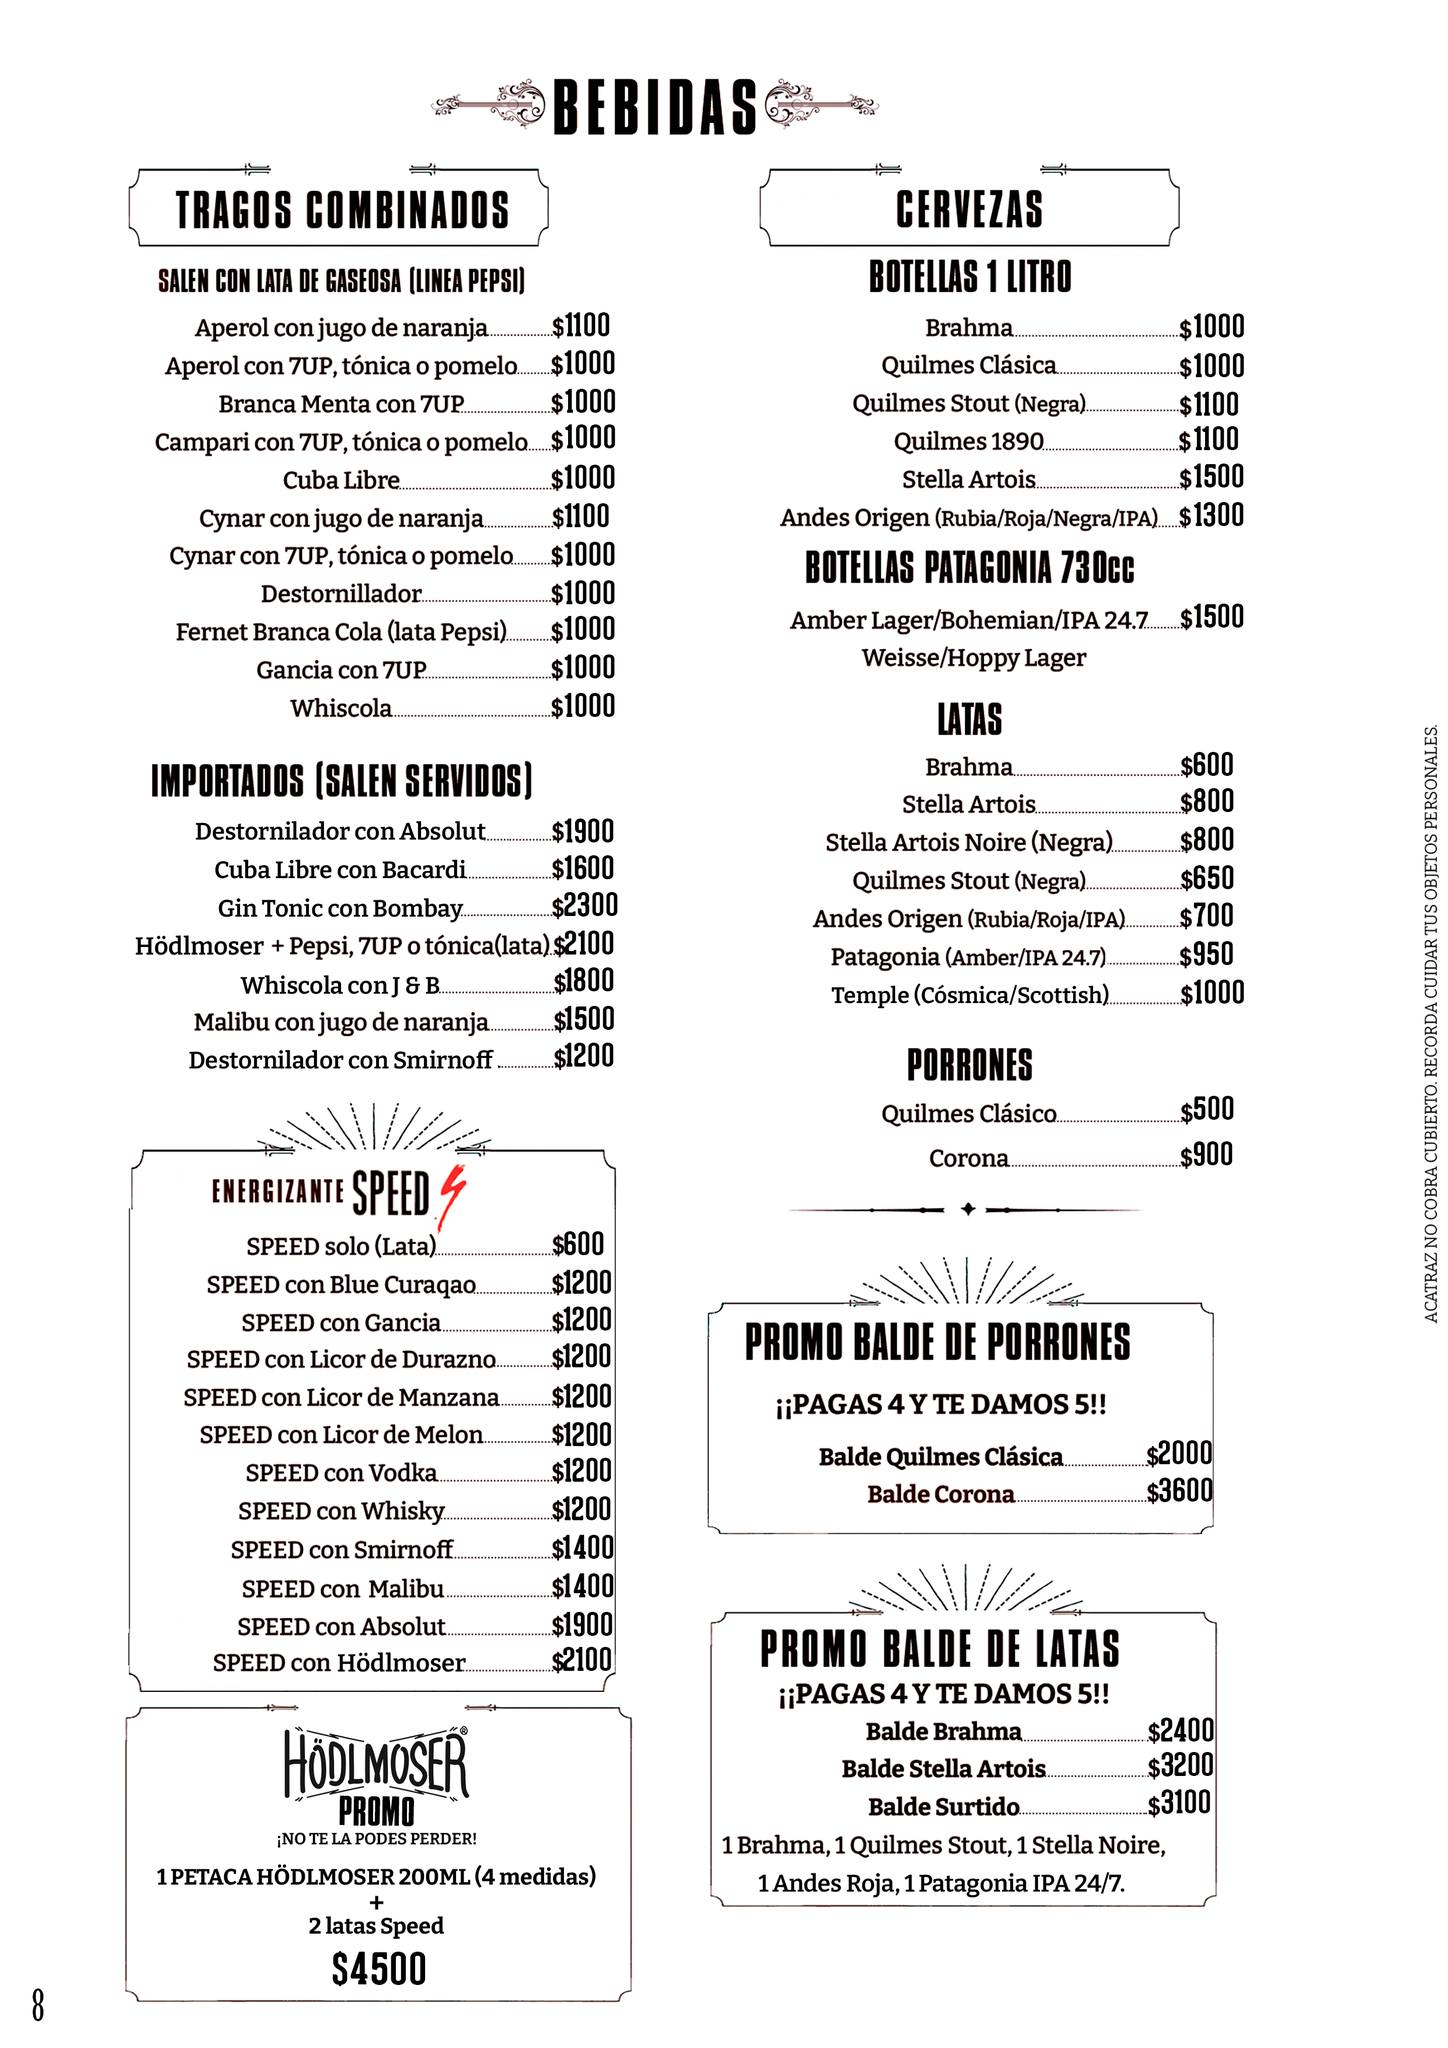 BEBIDAS
TRAGOS COMBINADOS
SALEN CON LATA DE GASEOSA (LINEA PEPSI)
Aperol con jugo de naranja $1100
Aperol con 7UP, tónica o pomelo $1000
Branca Menta con 7UP $1000
Campari con 7UP, tónica o pomelo $1000
Cuba Libre $1000
Cynar con jugo de naranja $1100
Cynar con 7UP, tónica o pomelo $1000
Destornillador $1000
Fernet Branca Cola (lata Pepsi) $1000
Gancia con 7UP $1000
Whiscola $1000
IMPORTADOS (SALEN SERVIDOS)
Destornilador con Absolut $1900
Cuba Libre con Bacardi $1600
Gin Tonic con Bombay $2300
Hödlmoser + Pepsi, 7UP o tónica(lata) $2100
Whiscola con J & B $1800
Malibu con jugo de naranja $1500
Destornilador con Smirnoff $1200
ENERGIZANTE SPEED
SPEED solo (Lata) $600
SPEED con Blue Curaqao $1200
SPEED con Gancia $1200
SPEED con Licor de Durazno $1200
SPEED con Licor de Manzana $1200
SPEED con Licor de Melon $1200
SPEED con Vodka $1200
SPEED con Whisky $1200
SPEED con Smirnoff $1400
SPEED con Malibu $1400
SPEED con Absolut $1900
SPEED con Hödlmoser $2100
HÖDLMOSER®
PROMO
¡NO TE LA PODES PERDER!
1 PETACA HÖDLMOSER 200ML (4 medidas)
+
2 latas Speed
$4500
8
CERVEZAS
BOTELLAS 1 LITRO
Brahma $1000
Quilmes Clásica $1000
Quilmes Stout (Negra) $1100
Quilmes 1890 $1100
Stella Artois $1500
Andes Origen (Rubia/Roja/Negra/IPA) $1300
BOTELLAS PATAGONIA 730cc
Amber Lager/Bohemian/IPA 24.7 $1500
Weisse/Hoppy Lager
LATAS
Brahma $600
Stella Artois $800
Stella Artois Noire (Negra) $800
Quilmes Stout (Negra) $650
Andes Origen (Rubia/Roja/IPA) $700
Patagonia (Amber/IPA 24.7) $950
Temple (Cósmica/Scottish) $1000
PORRONES
Quilmes Clásico $500
Corona $900
PROMO BALDE DE PORRONES
¡¡PAGAS 4 Y TE DAMOS 5!!
Balde Quilmes Clásica $2000
Balde Corona $3600
PROMO BALDE DE LATAS
¡¡PAGAS 4 Y TE DAMOS 5!!
Balde Brahma $2400
Balde Stella Artois $3200
Balde Surtido $3100
1 Brahma, 1 Quilmes Stout, 1 Stella Noire,
1 Andes Roja, 1 Patagonia IPA 24/7.
ACATRAZ NO COBRA CUBIERTO. RECORDA CUIDAR TUS OBJETOS PERSONALES.